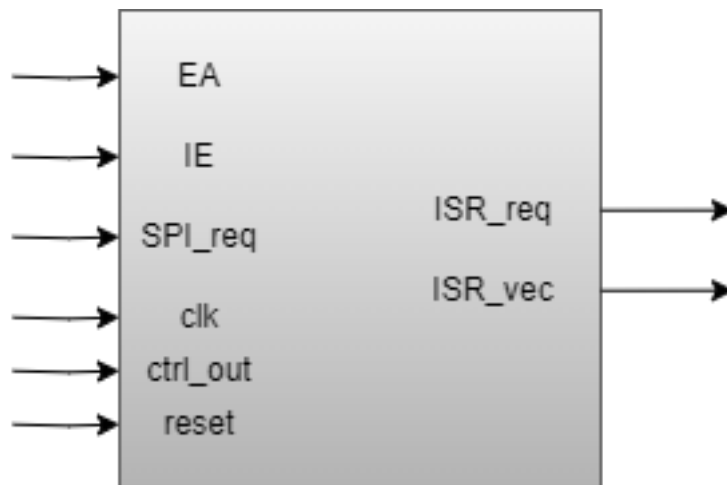 EA
IE
SPI_req
clk
ctrl_out
reset
ISR_req
ISR_vec